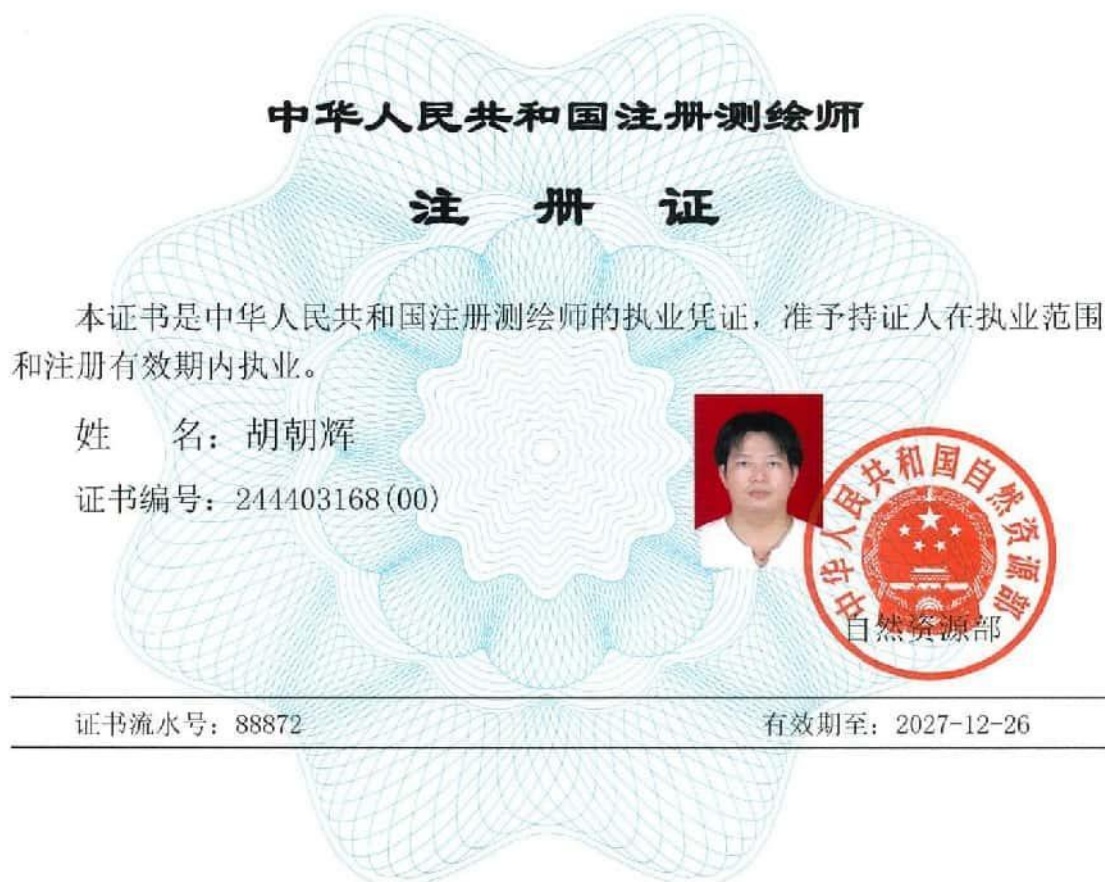 中华人民共和国注册测绘师
注 册 证
本证书是中华人民共和国注册测绘师的执业凭证，准予持证人在执业范围
和注册有效期内执业。
姓 名：胡朝辉
证书编号：244403168(00)
中华人民共和国自然资源部
自然资源部
证书流水号：88872 有效期至：2027-12-26